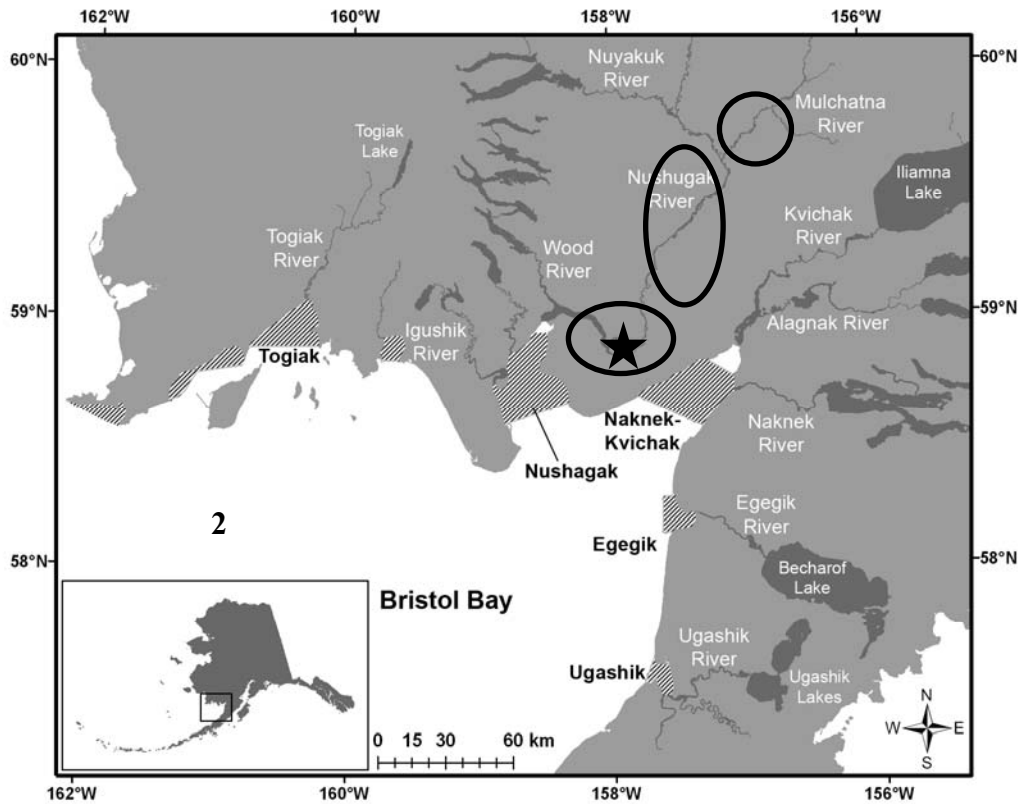 162°W
160°W
158°W
156°W
60°N
60°N
Nuyakuk
River
Mulchatna
River
Togiak
Lake
Iliamna
Lake
Nushugak
River
Kvichak
River
Togiak
River
Wood
River
59°N
59°N
Alagnak River
Igushik
River
Togiak
Naknek-
Kvichak
Naknek
River
Nushagak
2
Egegik
River
Egegik
58°N
58°N
Becharof
Lake
Bristol Bay
Ugashik
River
Ugashik
Ugashik
Lakes
N
W
E
S
0 15 30 60 km
162°W
160°W
158°W
156°W